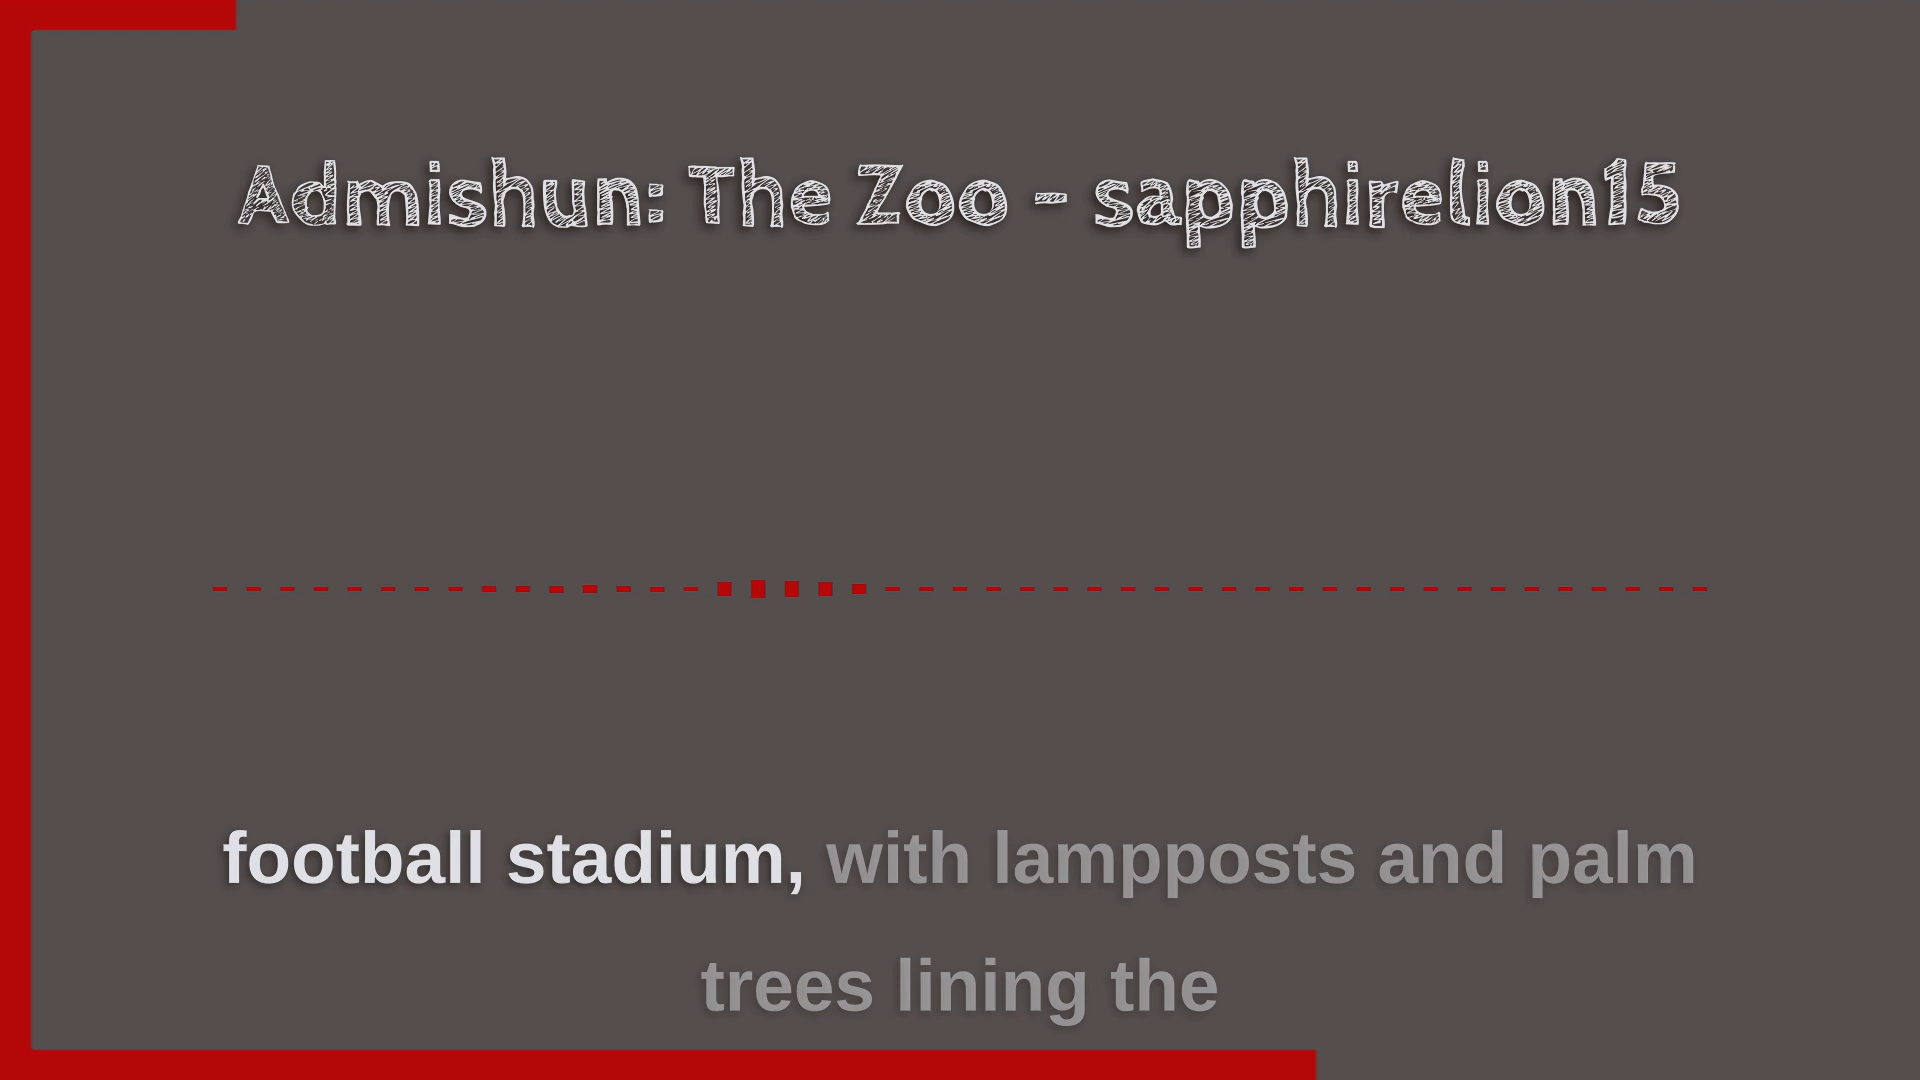 Admishun: The Zoo - sapphirelion15
football stadium, with lampposts and palm
trees lining the